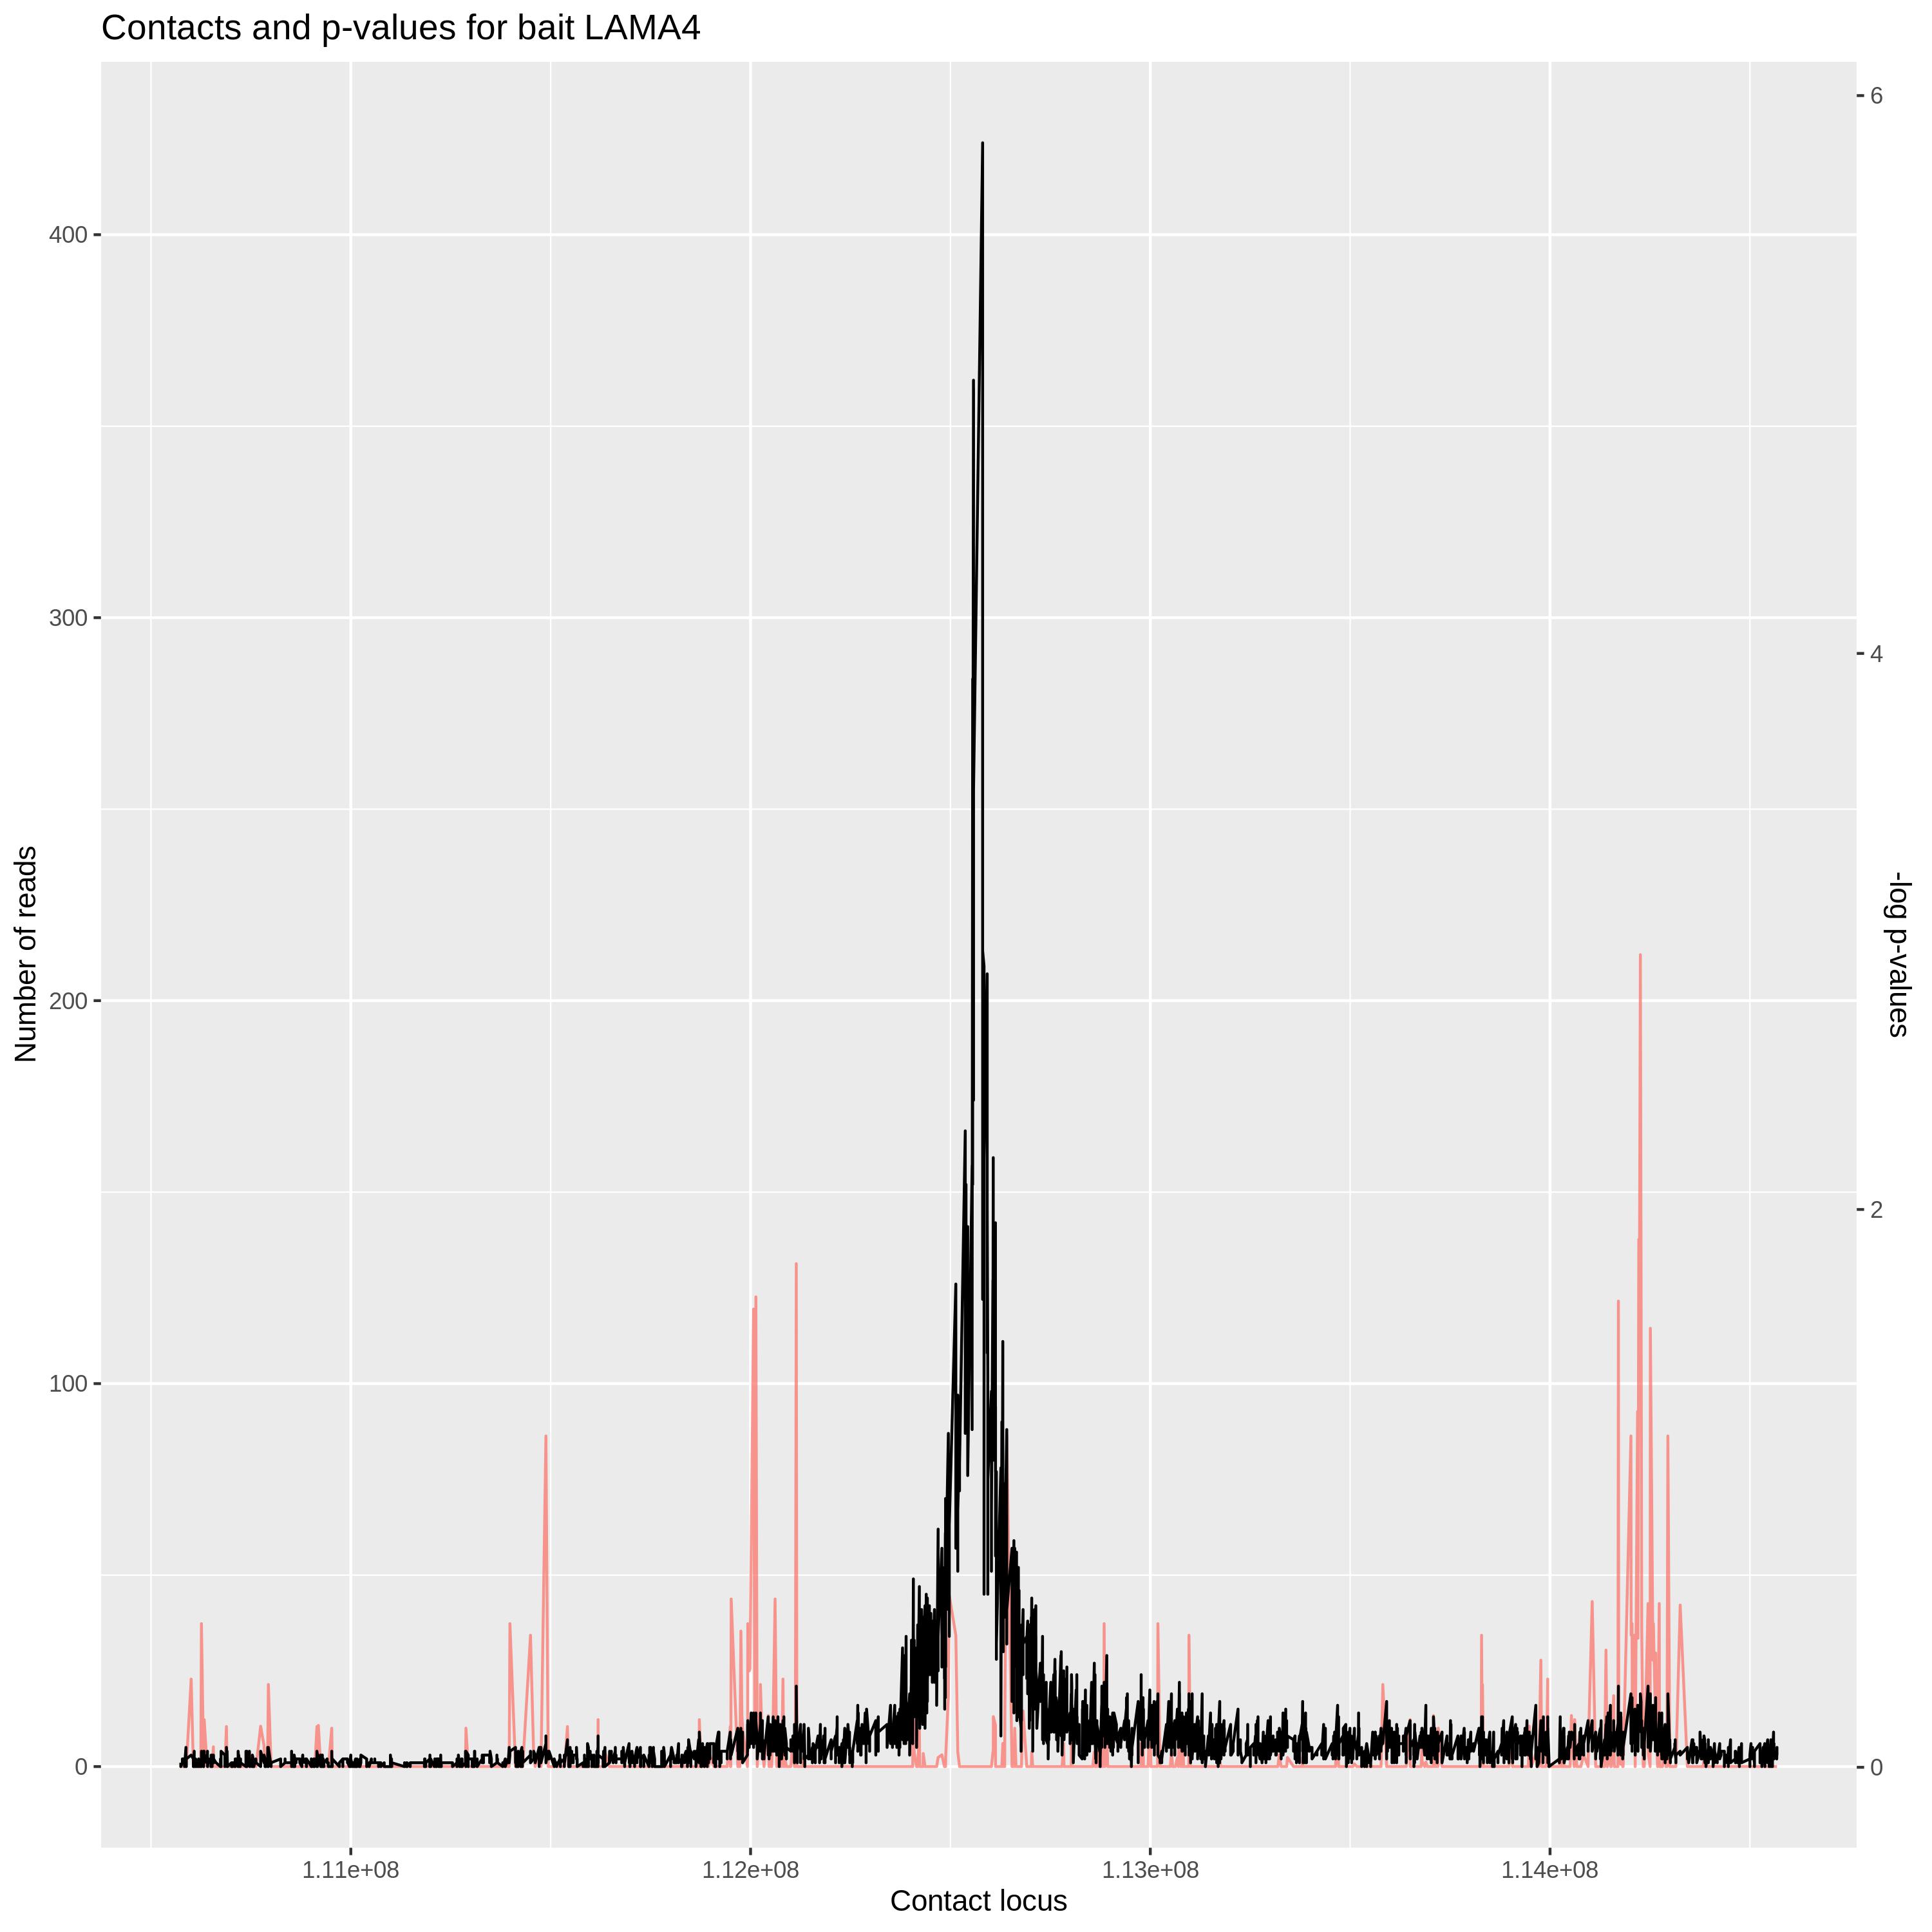 Contacts and p-values for bait LAMA4
6
400
300
4
Number of reads
-log p-values
200
2
100
0
0
1.11e+08 1.12e+08 1.13e+08 1.14e+08
Contact locus